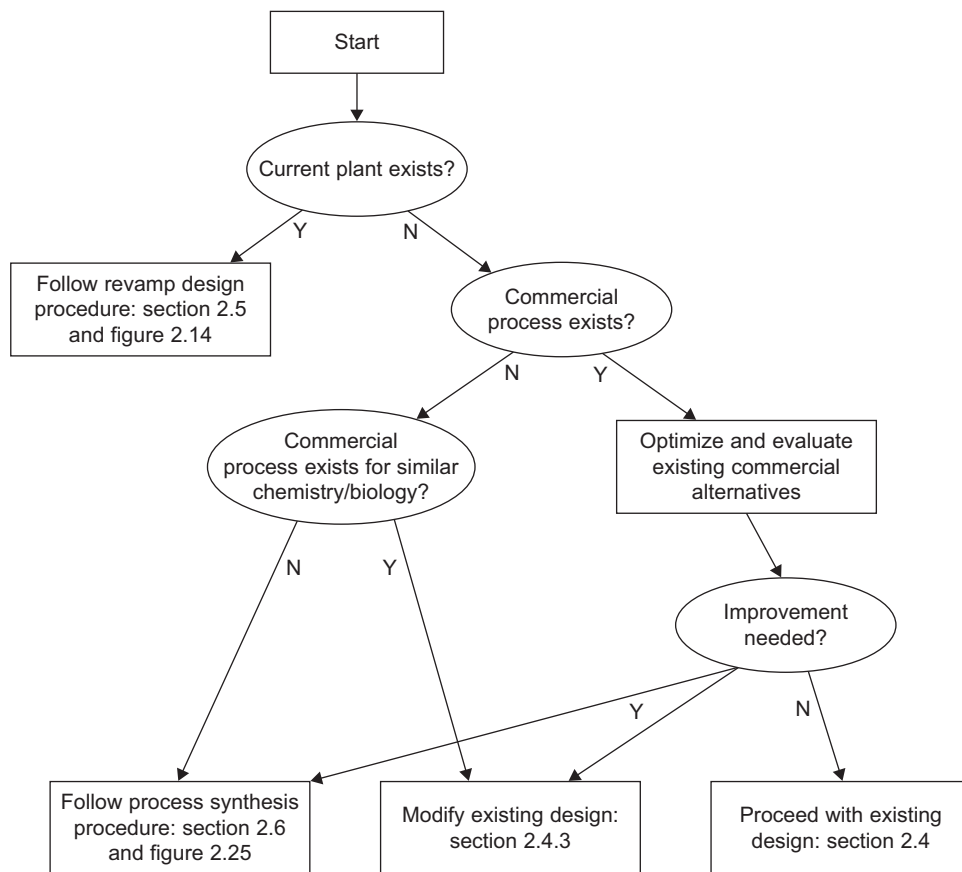 Start
Current plant exists?
Y
N
Follow revamp design
procedure: section 2.5
and figure 2.14
Commercial
process exists?
N
Y
Commercial
process exists for similar
chemistry/biology?
Optimize and evaluate
existing commercial
alternatives
N
Y
Improvement
needed?
Y
N
Follow process synthesis
procedure: section 2.6
and figure 2.25
Modify existing design:
section 2.4.3
Proceed with existing
design: section 2.4